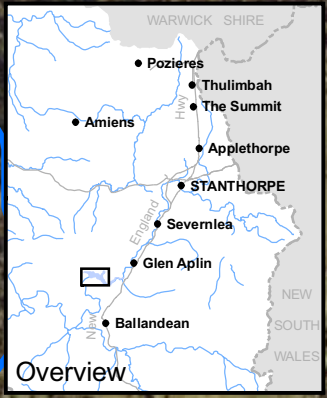 WARWICK SHIRE
Pozieres
Thulimbah
Hwy
The Summit
Amiens
Applethorpe
STANTHORPE
England
Severnlea
Glen Aplin
NEW
SOUTH
WALES
New
Ballandean
Overview